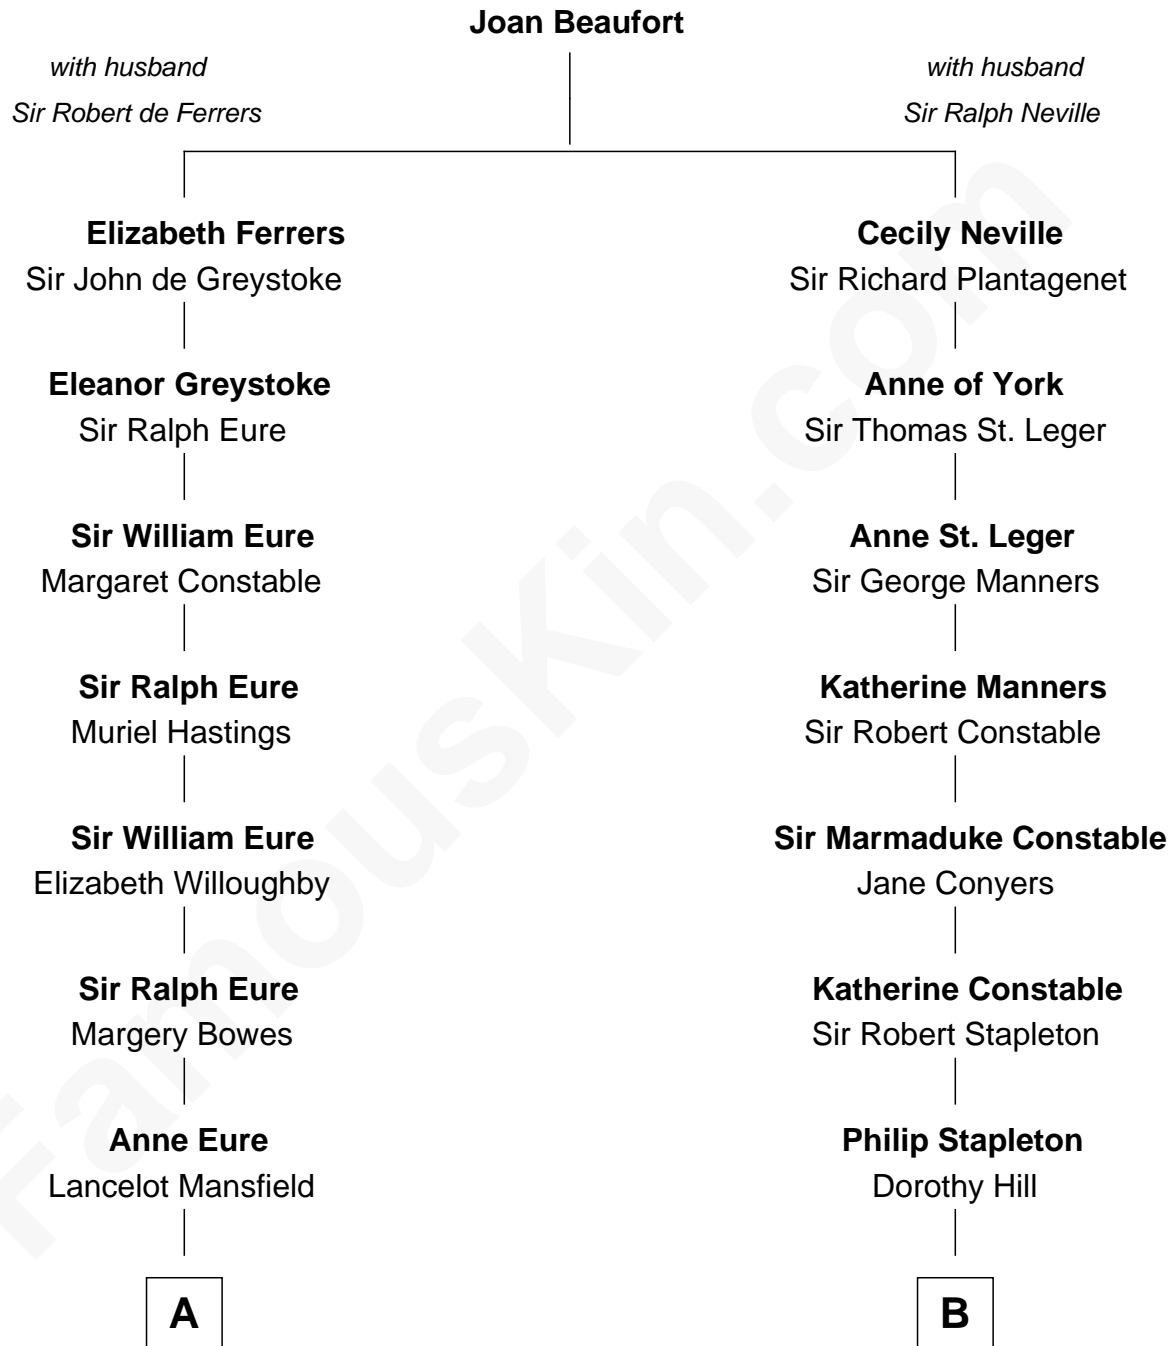 Joan Beaufort
with husband
Sir Robert de Ferrers
with husband
Sir Ralph Neville
Elizabeth Ferrers
Sir John de Greystoke
Cecily Neville
Sir Richard Plantagenet
Eleanor Greystoke
Sir Ralph Eure
Anne of York
Sir Thomas St. Leger
Sir William Eure
Margaret Constable
Anne St. Leger
Sir George Manners
Sir Ralph Eure
Muriel Hastings
Katherine Manners
Sir Robert Constable
Sir William Eure
Elizabeth Willoughby
Sir Marmaduke Constable
Jane Conyers
Sir Ralph Eure
Margery Bowes
Katherine Constable
Sir Robert Stapleton
Anne Eure
Lancelot Mansfield
Philip Stapleton
Dorothy Hill
A
B
FamousKin.com